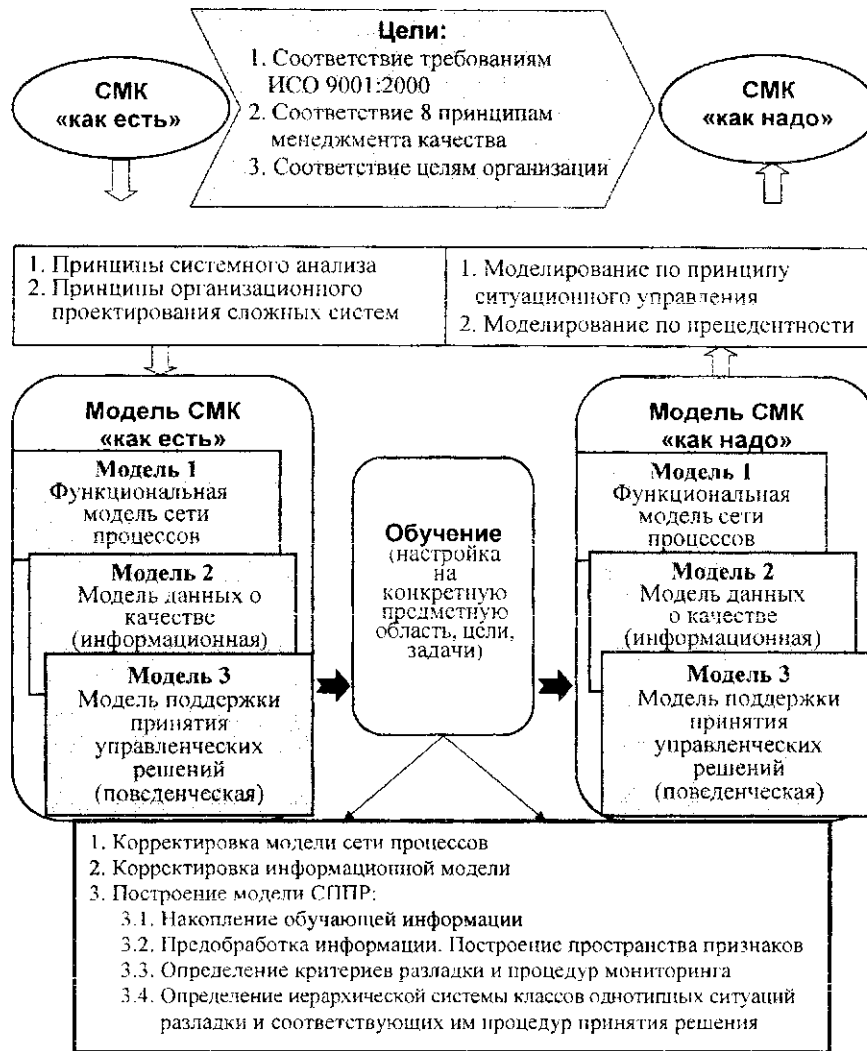 Цели:
1. Соответствие требованиям
ИСО 9001:2000
2. Соответствие 8 принципам
менеджмента качества
3. Соответствие целям организации
СМК
«как есть»
СМК
«как надо»
1. Принципы системного анализа
2. Принципы организационного
проектирования сложных систем
1. Моделирование по принципу
ситуационного управления
2. Моделирование по прецедентности
Модель СМК
«как есть»
Модель 1
Функциональная
модель сети
процессов
Модель 2
Модель данных о
качестве
(информационная)
Модель 3
Модель поддержки
принятия
управленческих
решений
(поведенческая)
Обучение
(настройка
на
конкретную
предметную
область, цели,
задачи)
Модель СМК
«как надо»
Модель 1
Функциональная
модель сети
процессов
Модель 2
Модель данных
о качестве
(информационная)
Модель 3
Модель поддержки
принятия
управленческих
решений
(поведенческая)
1. Корректировка модели сети процессов
2. Корректировка информационной модели
3. Построение модели СППР:
3.1. Накопление обучающей информации
3.2. Предобработка информации. Построение пространства признаков
3.3. Определение критериев разладки и процедур мониторинга
3.4. Определение иерархической системы классов однотипных ситуаций
разладки и соответствующих им процедур принятия решения